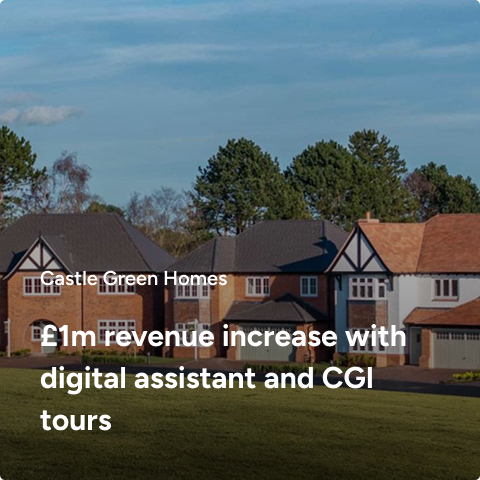 Castle Green Homes
£1m revenue increase with
digital assistant and CGI
tours